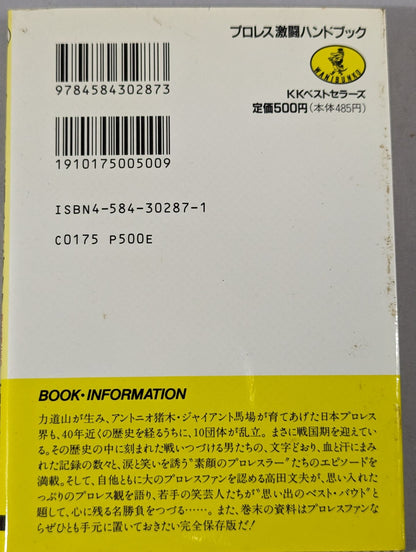 プロレス激闘ハンドブック
WANIBUNKO
KKベストセラーズ
定価500円(本体485円)
9784584302873
1910175005009
ISBN4-584-30287-1
C0175 P500E
BOOK・INFORMATION
力道山が生み、アントニオ猪木・ジャイアント馬場が育てあげた日本プロレス
界も、40年近くの歴史を経るうちに、10団体が乱立。まさに戦国期を迎えてい
る。その歴史の中に刻まれた戦いつづける男たちの、文字どおり、血と汗にまみ
れた記録の数々と、涙と笑いを誘う〝素顔のプロレスラー〟たちのエピソードを
満載。そして、自他ともに大のプロレスファンを認める高田文夫が、思い入れた
っぷりのプロレス観を語り、若手の笑芸人たちが〝思い出のベスト・バウト〟と
題して、心に残る名勝負をつづる……。また、巻末の資料はプロレスファンな
らぜひとも手元に置いておきたい完全保存版だ!